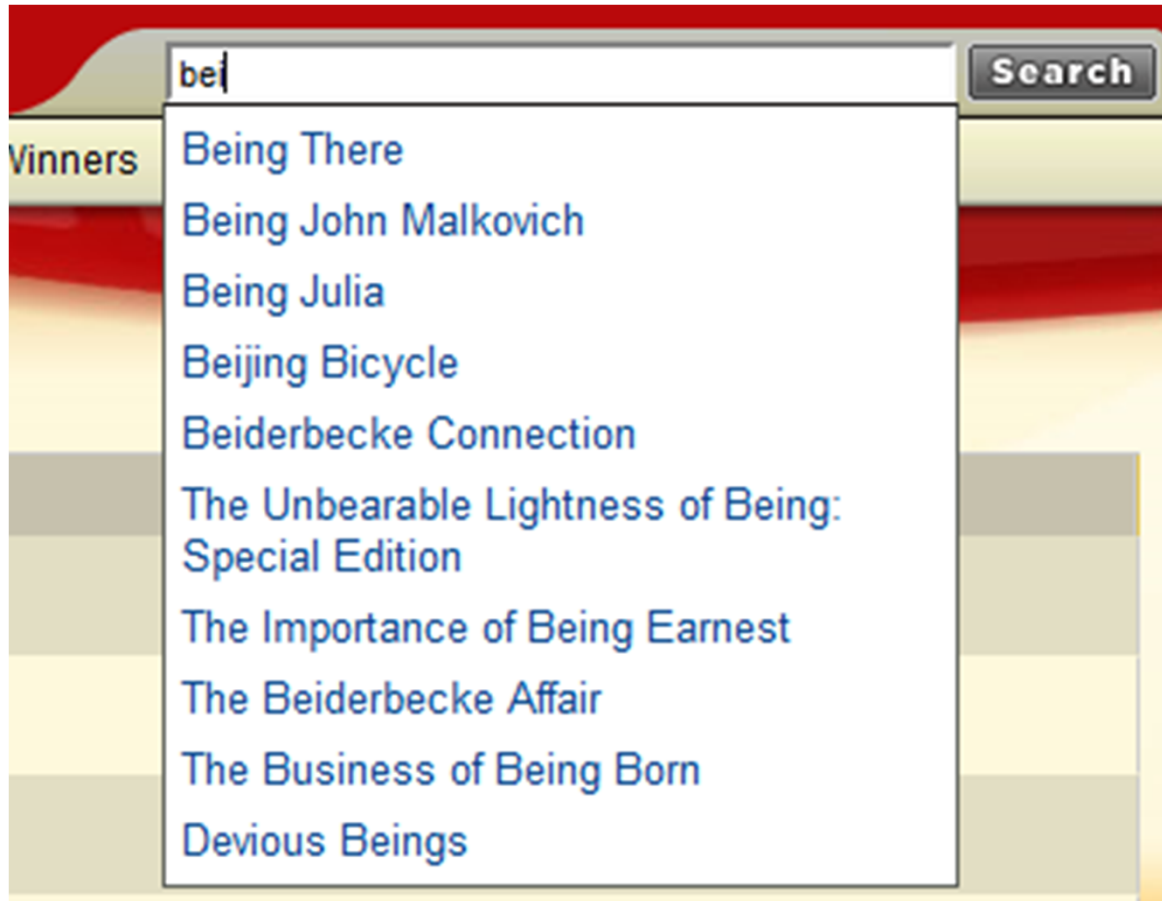 bei
Search
Winners
Being There
Being John Malkovich
Being Julia
Beijing Bicycle
Beiderbecke Connection
The Unbearable Lightness of Being:
Special Edition
The Importance of Being Earnest
The Beiderbecke Affair
The Business of Being Born
Devious Beings